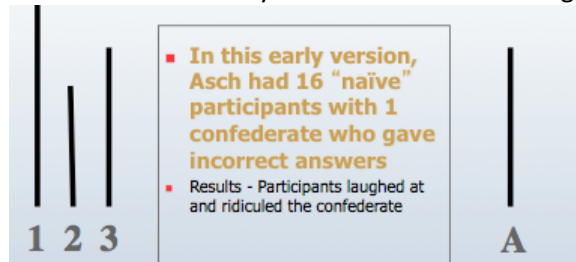 In this early version,
Asch had 16 “naïve”
participants with 1
confederate who gave
incorrect answers
Results - Participants laughed at
and ridiculed the confederate
1 2 3
A